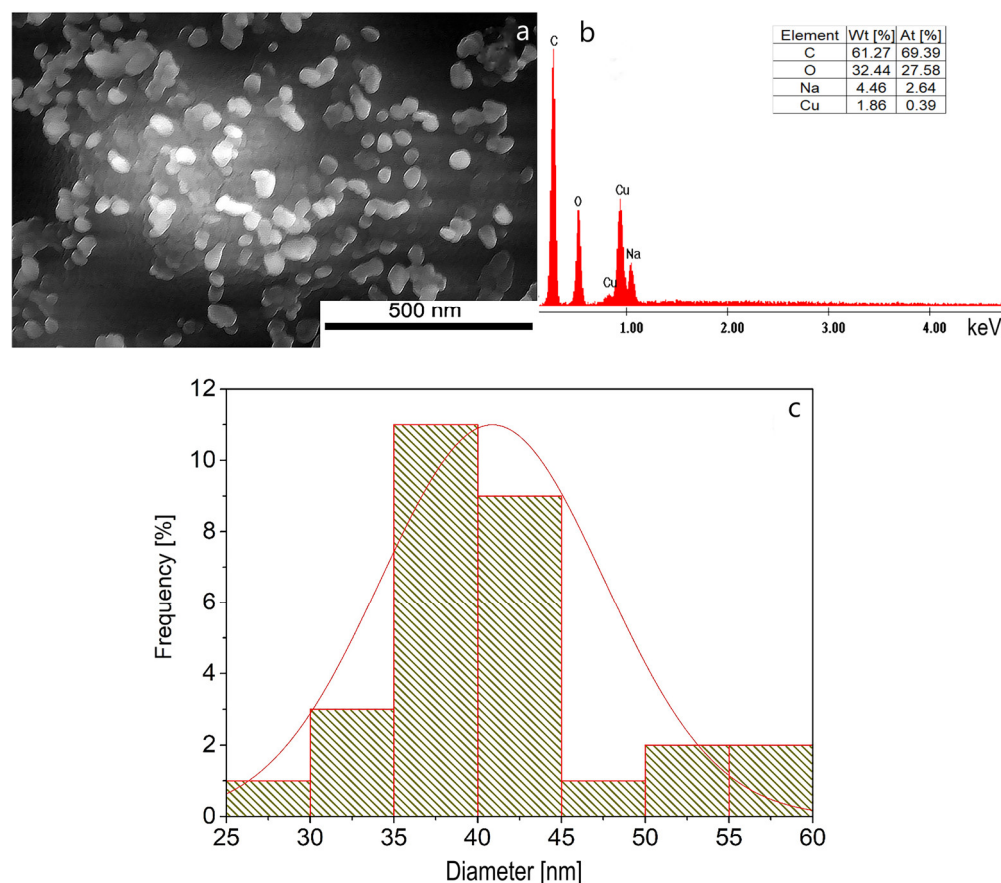 a
500 nm
b
C
O
Cu
Cu
Na
1.00 2.00 3.00 4.00 keV
Element Wt [%] At [%]
C 61.27 69.39
O 32.44 27.58
Na 4.46 2.64
Cu 1.86 0.39
c
Frequency [%]
12
10
8
6
4
2
0
25 30 35 40 45 50 55 60
Diameter [nm]